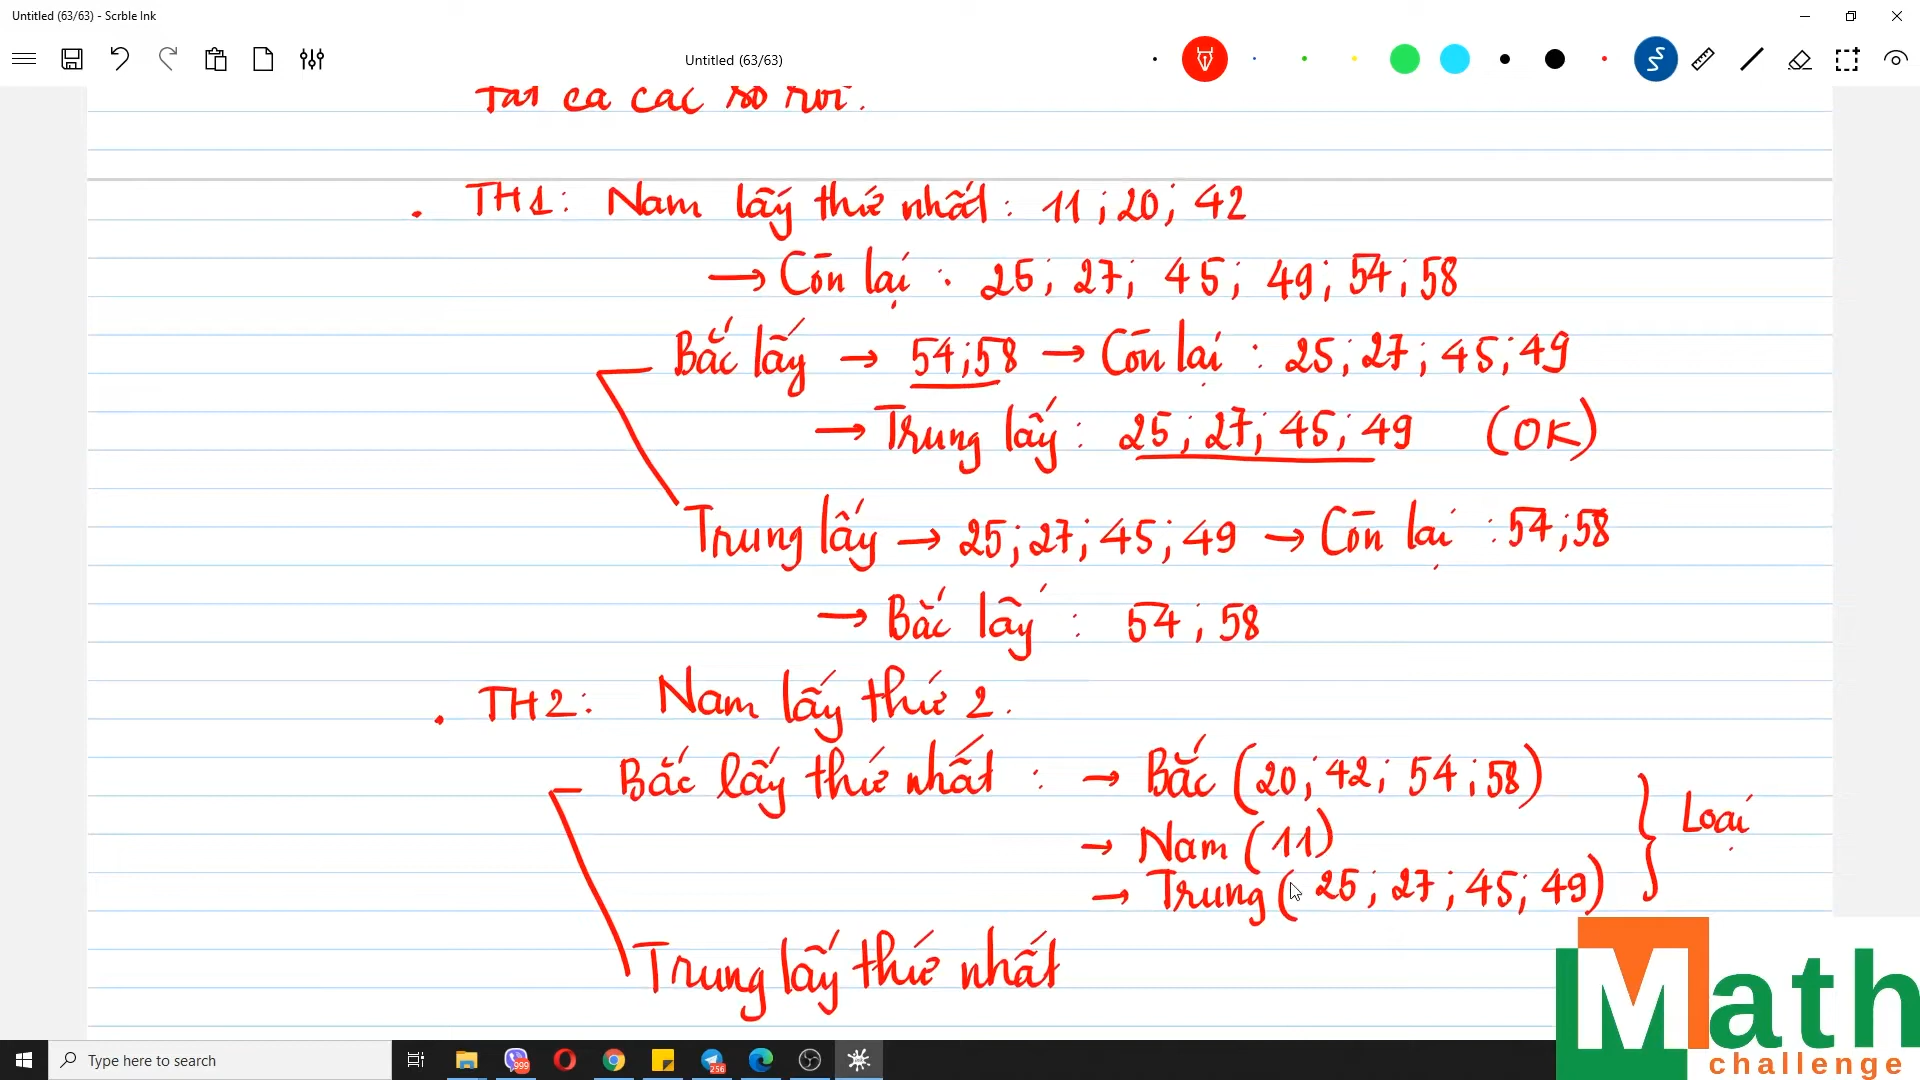 Untitled (63/63) - Scrble Ink
Untitled (63/63)
Tất cả các số rồi.
. TH1: Nam lấy thứ nhất: 11; 20; 42
→ Còn lại : 25; 27; 45; 49; 54; 58
Bắc lấy → 54; 58 → Còn lại : 25; 27; 45; 49
→ Trung lấy : 25; 27; 45; 49 (OK)
Trung lấy → 25; 27; 45; 49 → Còn lại : 54; 58
→ Bắc lấy : 54; 58
. TH2: Nam lấy thứ 2.
Bắc lấy thứ nhất : → Bắc (20; 42; 54; 58)
→ Nam (11)
→ Trung (25; 27; 45; 49)
Loại
Trung lấy thứ nhất
Math
challenge
Type here to search
999
256